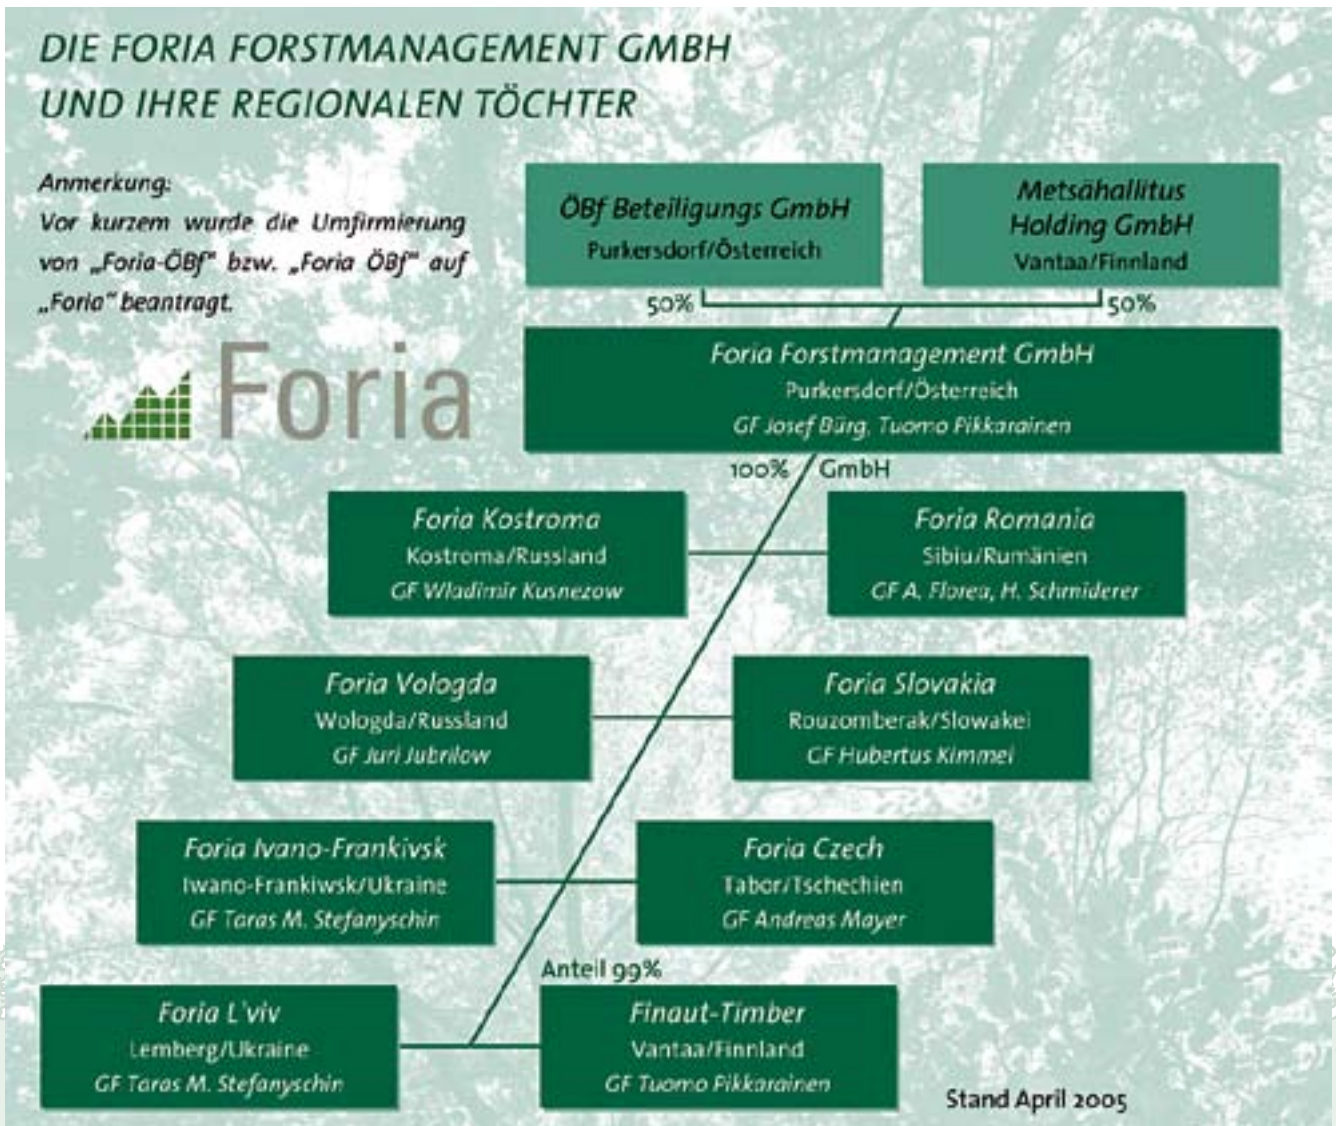 DIE FORIA FORSTMANAGEMENT GMBH
UND IHRE REGIONALEN TÖCHTER
Anmerkung:
Vor kurzem wurde die Umfirmierung
von „Foria-ÖBf" bzw. „Foria ÖBf" auf
„Foria" beantragt.
Foria
ÖBf Beteiligungs GmbH
Purkersdorf/Österreich
Metsähallitus
Holding GmbH
Vantaa/Finnland
50%
50%
Foria Forstmanagement GmbH
Purkersdorf/Österreich
GF Josef Bürg, Tuomo Pikkarainen
100% GmbH
Foria Kostroma
Kostroma/Russland
GF Wladimir Kusnezow
Foria Romania
Sibiu/Rumänien
GF A. Florea, H. Schmiderer
Foria Vologda
Wologda/Russland
GF Juri Jubrilow
Foria Slovakia
Rouzomberak/Slowakei
GF Hubertus Kimmel
Foria Ivano-Frankivsk
Iwano-Frankiwsk/Ukraine
GF Taras M. Stefanyschin
Foria Czech
Tabor/Tschechien
GF Andreas Mayer
Anteil 99%
Foria L'viv
Lemberg/Ukraine
GF Taras M. Stefanyschin
Finaut-Timber
Vantaa/Finnland
GF Tuomo Pikkarainen
Stand April 2005